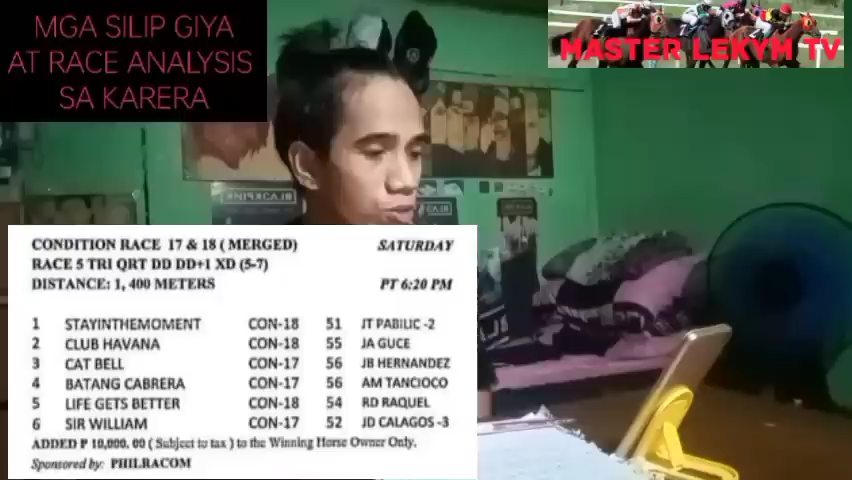 MGA SILIP GIYA
AT RACE ANALYSIS
SA KARERA
MASTER LEKYM TV
BLACKPINK
CONDITION RACE 17 & 18 ( MERGED) SATURDAY
RACE 5 TRI QRT DD DD+1 XD (5-7)
DISTANCE: 1, 400 METERS PT 6:20 PM
1 STAYINTHEMOMENT CON-18 51 JT PABILIC -2
2 CLUB HAVANA CON-18 55 JA GUCE
3 CAT BELL CON-17 56 JB HERNANDEZ
4 BATANG CABRERA CON-17 56 AM TANCIOCO
5 LIFE GETS BETTER CON-18 54 RD RAQUEL
6 SIR WILLIAM CON-17 52 JD CALAGOS -3
ADDED P 10,000. 00 ( Subject to tax ) to the Winning Horse Owner Only.
Sponsored by: PHILRACOM